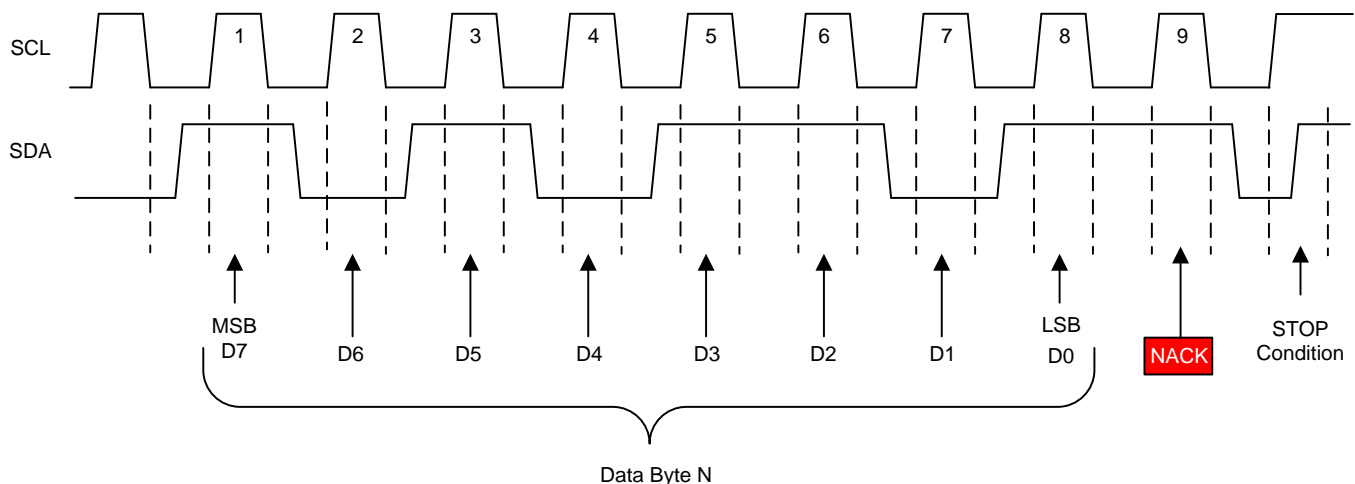 SCL
1 2 3 4 5 6 7 8 9
SDA
MSB
D7
D6
D5
D4
D3
D2
D1
LSB
D0
NACK
STOP
Condition
Data Byte N